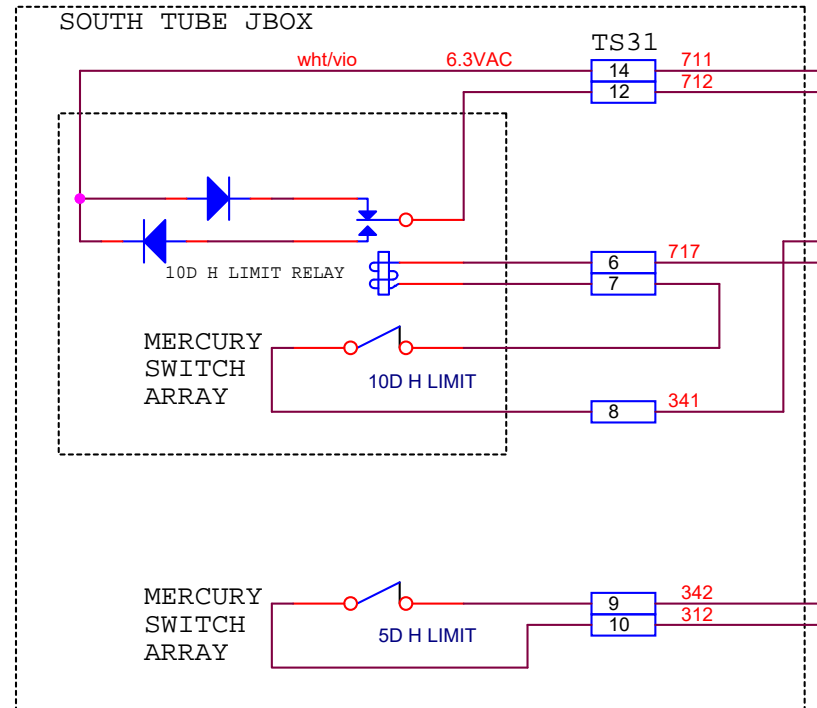 SOUTH TUBE JBOX
TS31
wht/vio 6.3VAC 14 711
12 712
10D H LIMIT RELAY
6 717
7
MERCURY
SWITCH
ARRAY
10D H LIMIT
8 341
MERCURY
SWITCH
ARRAY
5D H LIMIT
9 342
10 312